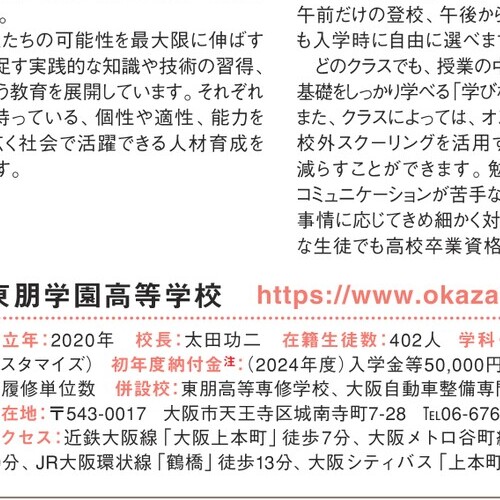 。
たちの可能性を最大限に伸ばす
促す実践的な知識や技術の習得、
う教育を展開しています。それぞれ
持っている、個性や適性、能力を
広く社会で活躍できる人材育成を
す。
午前だけの登校、午後から
も入学時に自由に選べます
どのクラスでも、授業の中
基礎をしっかり学べる「学び
また、クラスによっては、オ
校外スクーリングを活用す
減らすことができます。勉
コミュニケーションが苦手な
事情に応じてきめ細かく対
な生徒でも高校卒業資格
東朋学園高等学校 https://www.okaza
立年：2020年 校長：太田功二 在籍生徒数：402人 学科
スタマイズ） 初年度納付金注：（2024年度）入学金等50,000円
履修単位数 併設校：東朋高等専修学校、大阪自動車整備専
在地：〒543-0017 大阪市天王寺区城南寺町7-28 TEL06-676
クセス：近鉄大阪線「大阪上本町」徒歩7分、大阪メトロ谷町
分、JR大阪環状線「鶴橋」徒歩13分、大阪シティバス「上本